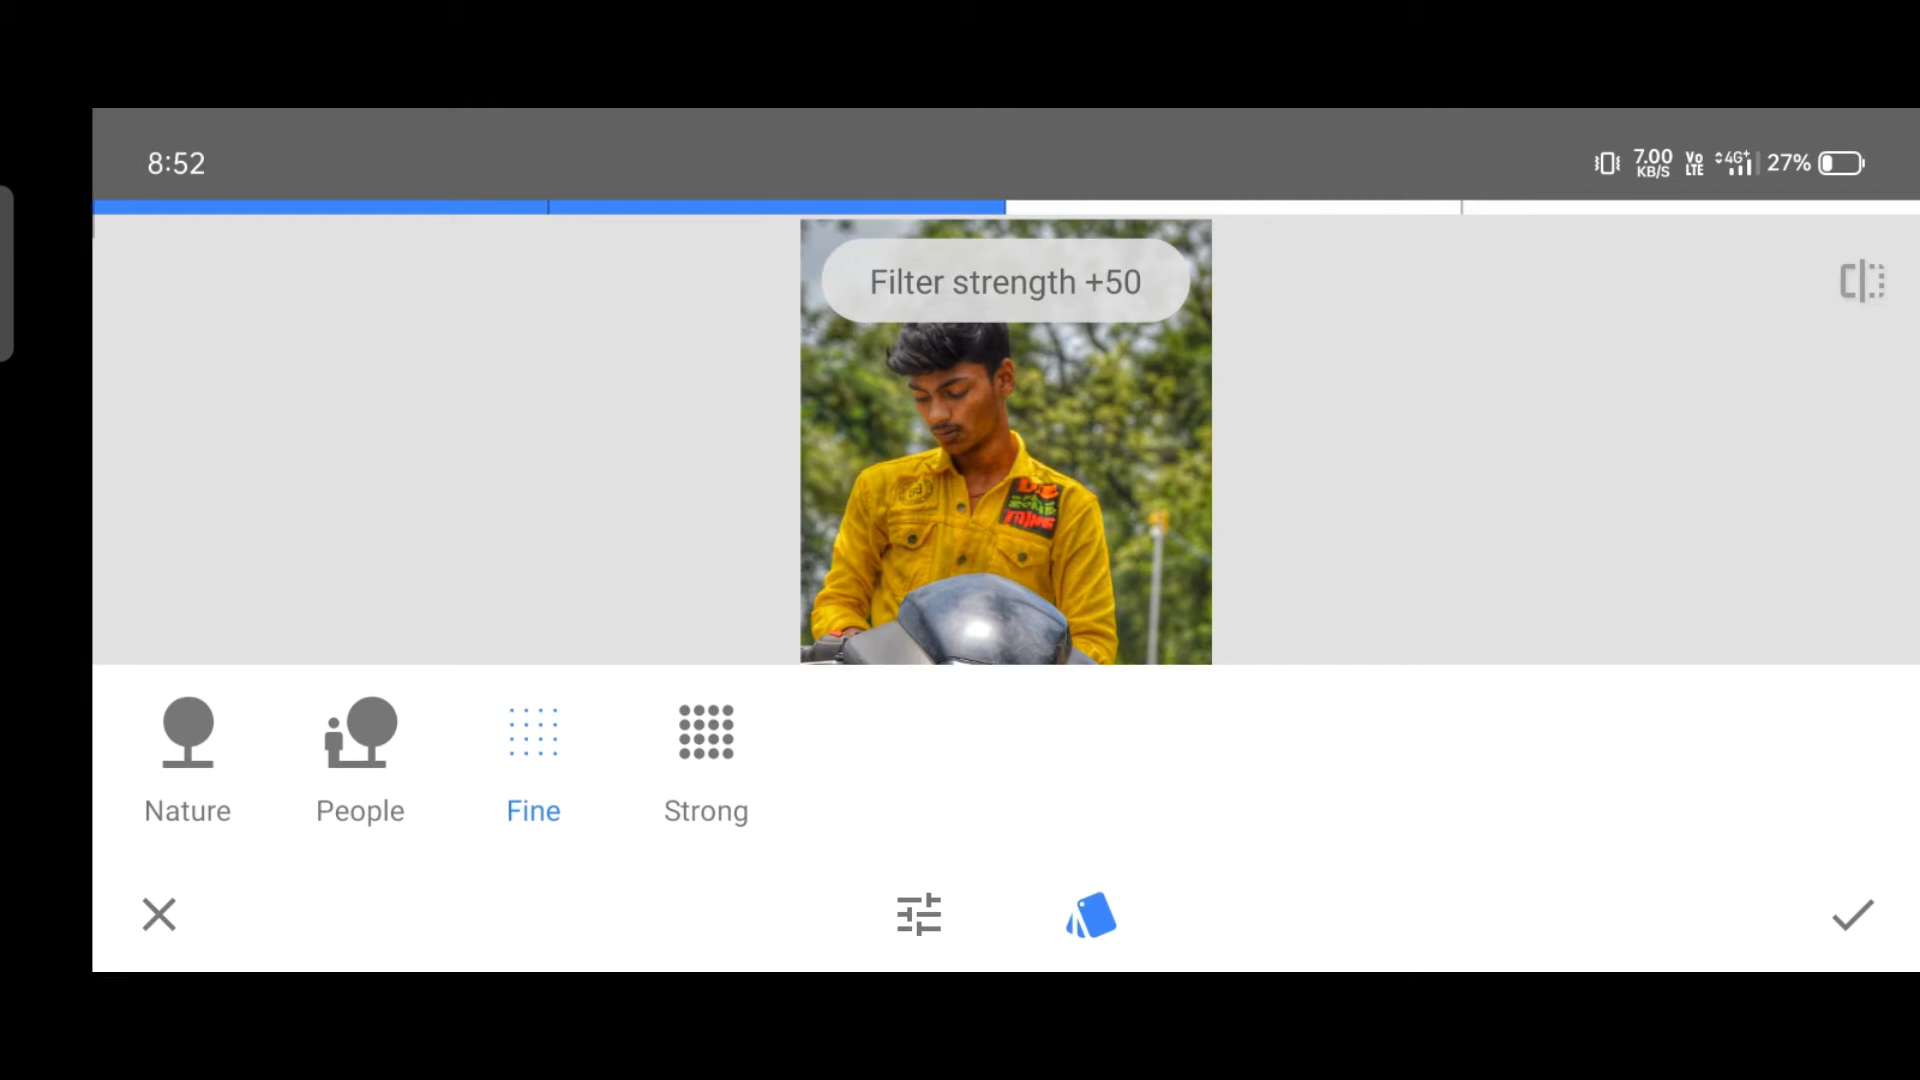 8:52
7.00 KB/S Vo LTE 4G+ 27%
Filter strength +50
Nature People Fine Strong